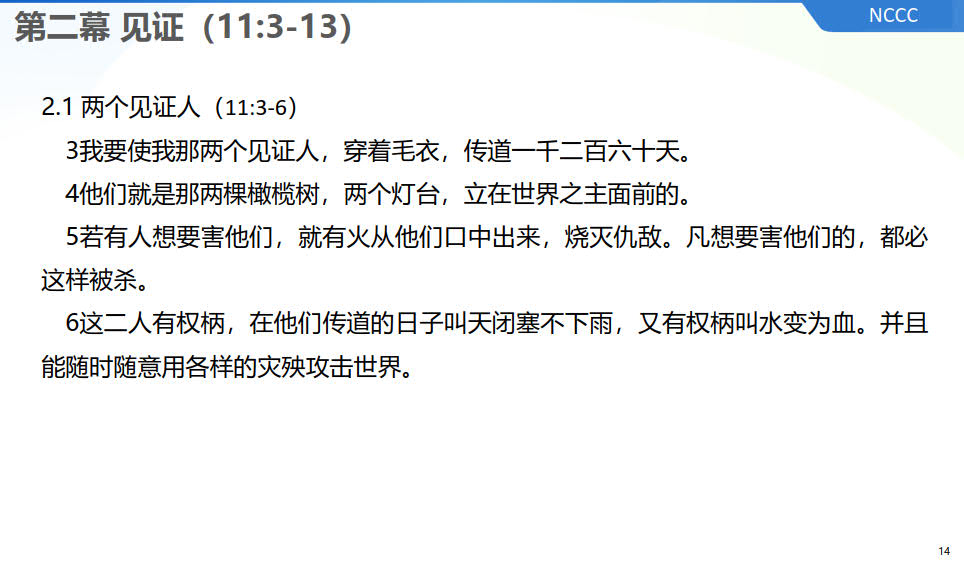 第二幕 见证（11:3-13）
NCCC
2.1 两个见证人（11:3-6）
3我要使我那两个见证人，穿着毛衣，传道一千二百六十天。
4他们就是那两棵橄榄树，两个灯台，立在世界之主面前的。
5若有人想要害他们，就有火从他们口中出来，烧灭仇敌。凡想要害他们的，都必
这样被杀。
6这二人有权柄，在他们传道的日子叫天闭塞不下雨，又有权柄叫水变为血。并且
能随时随意用各样的灾殃攻击世界。
14